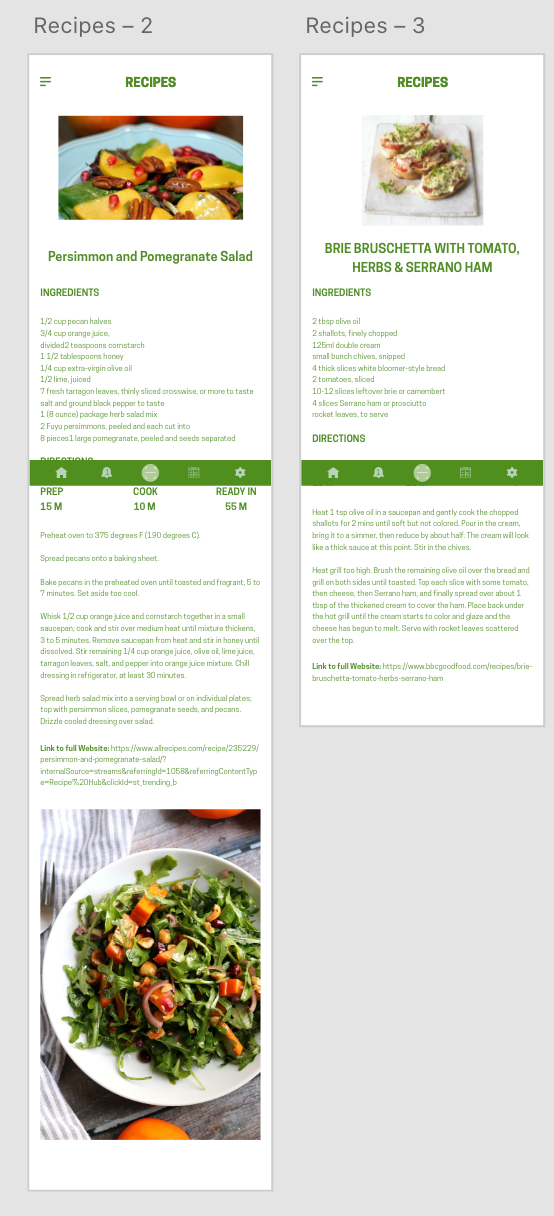 Recipes – 2
RECIPES
Persimmon and Pomegranate Salad
INGREDIENTS
1/2 cup pecan halves
3/4 cup orange juice,
divided2 teaspoons cornstarch
1 1/2 tablespoons honey
1/4 cup extra-virgin olive oil
1/2 lime, juiced
7 fresh tarragon leaves, thinly sliced crosswise, or more to taste
salt and ground black pepper to taste
1 (8 ounce) package herb salad mix
2 Fuyu persimmons, peeled and each cut into
8 pieces1 large pomegranate, peeled and seeds separated
DIRECTIONS
PREP COOK READY IN
15 M 10 M 55 M
Preheat oven to 375 degrees F (190 degrees C).
Spread pecans onto a baking sheet.
Bake pecans in the preheated oven until toasted and fragrant, 5 to
7 minutes. Set aside too cool.
Whisk 1/2 cup orange juice and cornstarch together in a small
saucepan; cook and stir over medium heat until mixture thickens,
3 to 5 minutes. Remove saucepan from heat and stir in honey until
dissolved. Stir remaining 1/4 cup orange juice, olive oil, lime juice,
tarragon leaves, salt, and pepper into orange juice mixture. Chill
dressing in refrigerator, at least 30 minutes.
Spread herb salad mix into a serving bowl or on individual plates;
top with persimmon slices, pomegranate seeds, and pecans.
Drizzle cooled dressing over salad.
Link to full Website: https://www.allrecipes.com/recipe/235229/
persimmon-and-pomegranate-salad/?
internalSource=streams&referringId=1058&referringContentTyp
e=Recipe%20Hub&clickId=st_trending_b
Recipes – 3
RECIPES
BRIE BRUSCHETTA WITH TOMATO,
HERBS & SERRANO HAM
INGREDIENTS
2 tbsp olive oil
2 shallots, finely chopped
125ml double cream
small bunch chives, snipped
4 thick slices white bloomer-style bread
2 tomatoes, sliced
10-12 slices leftover brie or camembert
4 slices Serrano ham or prosciutto
rocket leaves, to serve
DIRECTIONS
Heat 1 tsp olive oil in a saucepan and gently cook the chopped
shallots for 2 mins until soft but not colored. Pour in the cream,
bring it to a simmer, then reduce by about half. The cream will look
like a thick sauce at this point. Stir in the chives.
Heat grill too high. Brush the remaining olive oil over the bread and
grill on both sides until toasted. Top each slice with some tomato,
then cheese, then Serrano ham, and finally spread over about 1
tbsp of the thickened cream to cover the ham. Place back under
the hot grill until the cream starts to color and glaze and the
cheese has begun to melt. Serve with rocket leaves scattered
over the top.
Link to full Website: https://www.bbcgoodfood.com/recipes/brie-
bruschetta-tomato-herbs-serrano-ham